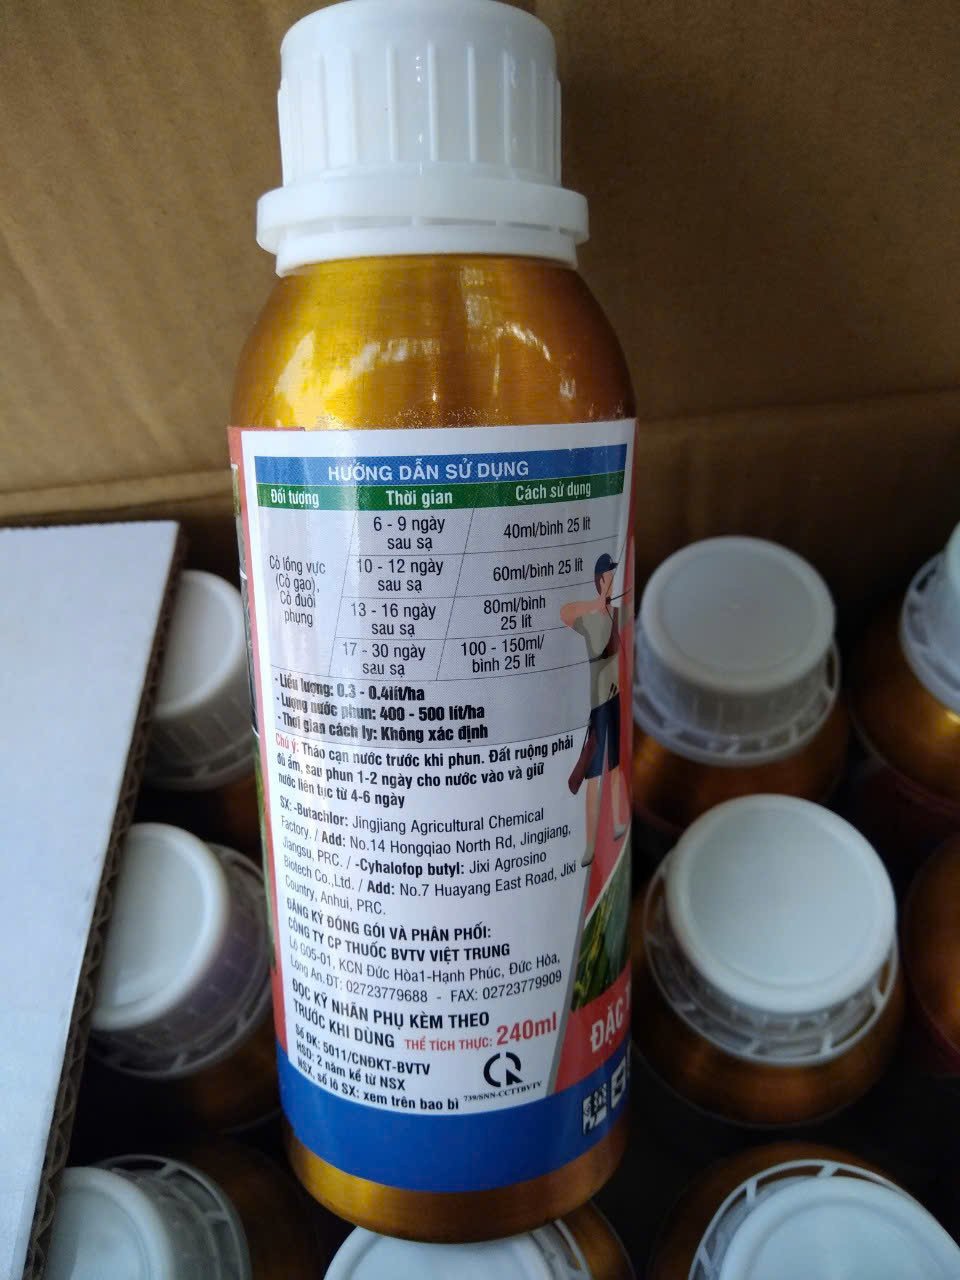 HƯỚNG DẪN SỬ DỤNG
Đối tượng Thời gian Cách sử dụng
Cỏ lồng vực
(Cỏ gạo),
Cỏ đuôi
phụng
6 - 9 ngày
sau sạ
40ml/bình 25 lít
10 - 12 ngày
sau sạ
60ml/bình 25 lít
13 - 16 ngày
sau sạ
80ml/bình
25 lít
17 - 30 ngày
sau sạ
100 - 150ml/
bình 25 lít
- Liều lượng: 0.3 - 0.4lít/ha
- Lượng nước phun: 400 - 500 lít/ha
- Thời gian cách ly: Không xác định
Chú ý: Tháo cạn nước trước khi phun. Đất ruộng phải
đủ ẩm, sau phun 1-2 ngày cho nước vào và giữ
nước liên tục từ 4-6 ngày
SX: -Butachlor: Jingjiang Agricultural Chemical
Factory. / Add: No.14 Hongqiao North Rd, Jingjiang,
Jiangsu, PRC. / -Cyhalofop butyl: Jixi Agrosino
Biotech Co.,Ltd. / Add: No.7 Huayang East Road, Jixi
Country, Anhui, PRC.
ĐĂNG KÝ ĐÓNG GÓI VÀ PHÂN PHỐI:
CÔNG TY CP THUỐC BVTV VIỆT TRUNG
Lô G05-01, KCN Đức Hòa1-Hạnh Phúc, Đức Hòa,
Long An.ĐT: 02723779688 - FAX: 02723779909
ĐỌC KỸ NHÃN PHỤ KÈM THEO
TRƯỚC KHI DÙNG THỂ TÍCH THỰC: 240ml
Số ĐK: 5011/CNĐKT-BVTV
HSD: 2 năm kể từ NSX
NSX, số lô SX: xem trên bao bì
739/SNN-CCTTBVTV
ĐẶC